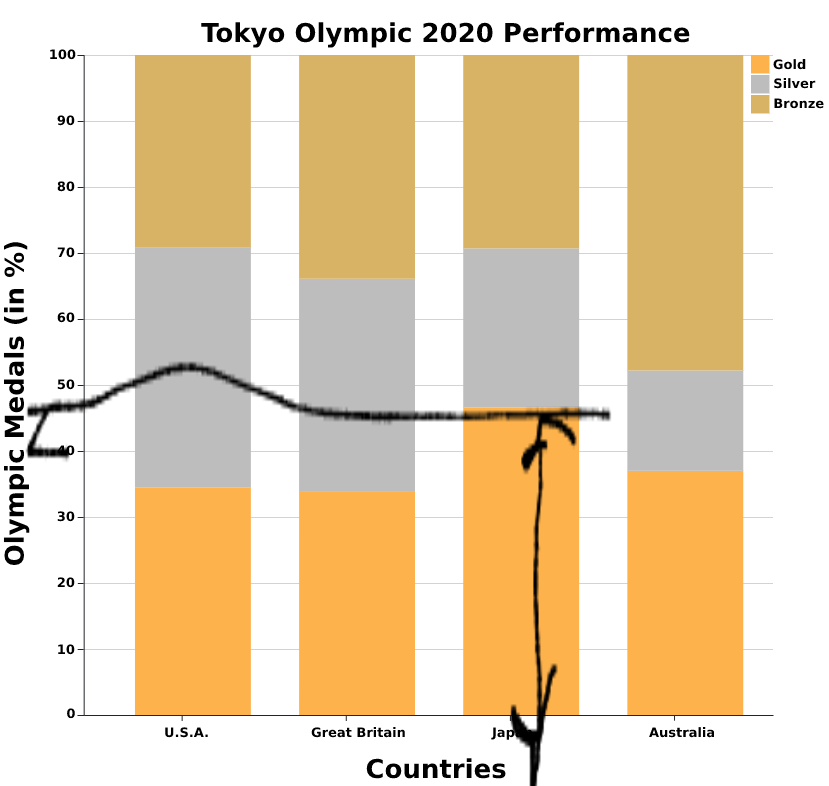 Tokyo Olympic 2020 Performance
Gold
Silver
Bronze
Olympic Medals (in %)
100
90
80
70
60
50
40
30
20
10
0
U.S.A.
Great Britain
Australia
Countries